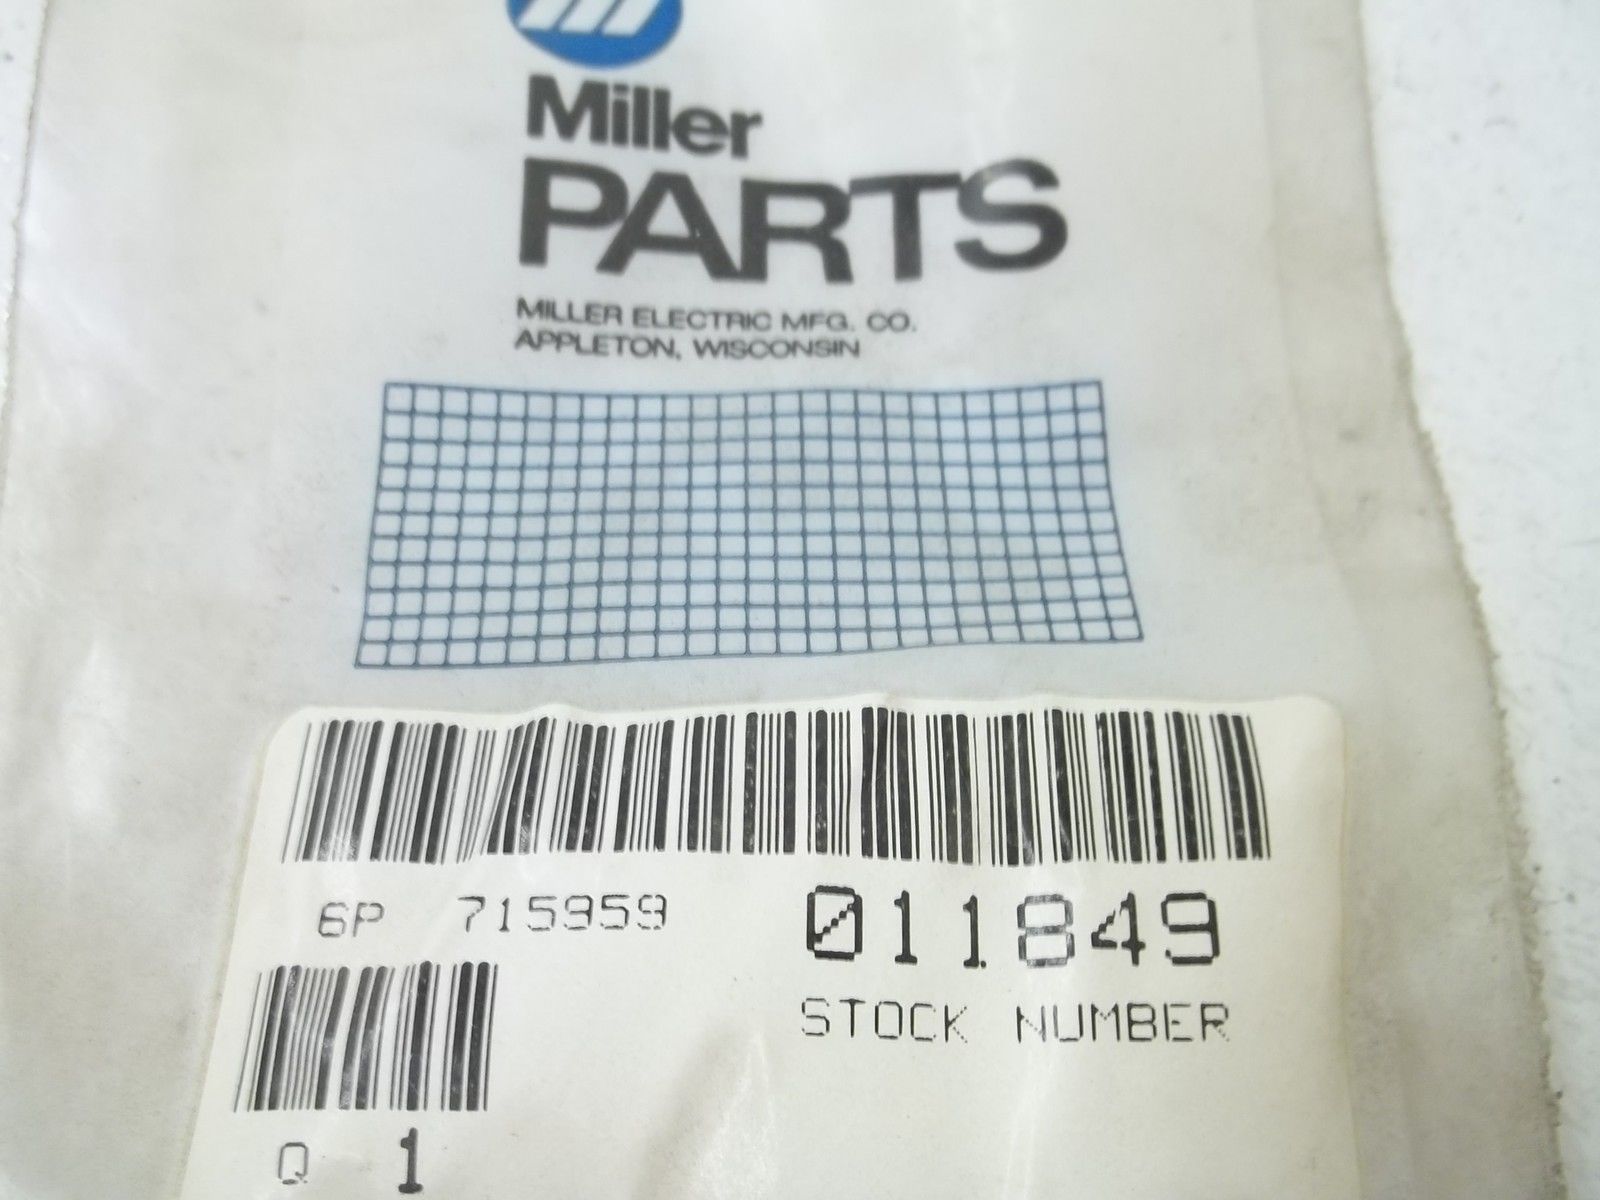 Miller
PARTS
MILLER ELECTRIC MFG. CO.
APPLETON, WISCONSIN
6P 715959 011849
STOCK NUMBER
Q 1